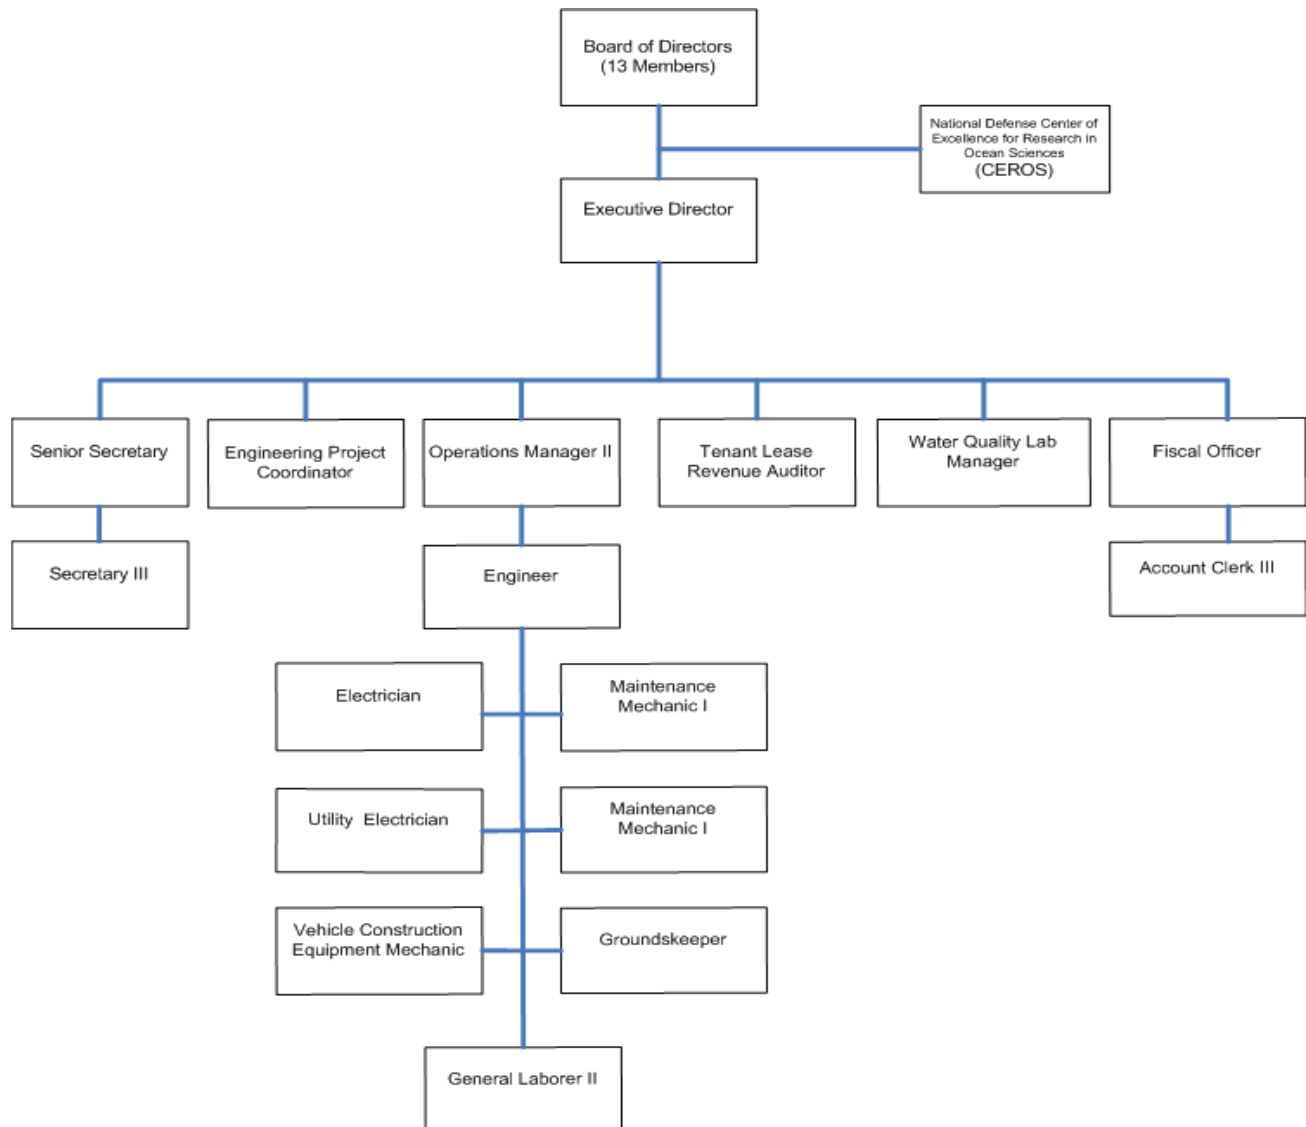 Board of Directors
(13 Members)
National Defense Center of
Excellence for Research in
Ocean Sciences
(CEROS)
Executive Director
Senior Secretary
Engineering Project
Coordinator
Operations Manager II
Tenant Lease
Revenue Auditor
Water Quality Lab
Manager
Fiscal Officer
Secretary III
Engineer
Account Clerk III
Electrician
Maintenance
Mechanic I
Utility Electrician
Maintenance
Mechanic I
Vehicle Construction
Equipment Mechanic
Groundskeeper
General Laborer II